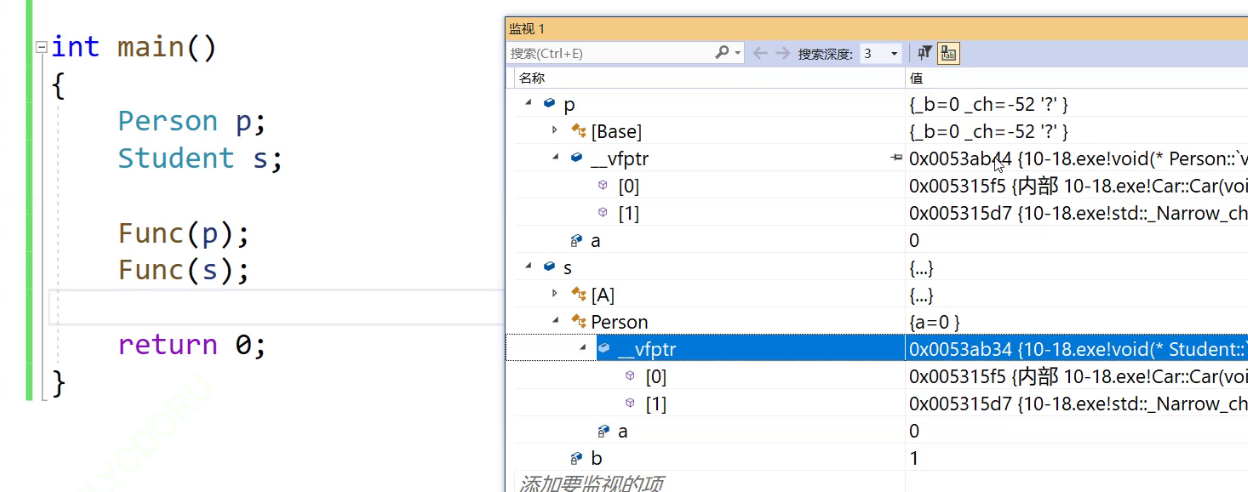 int main()
{
Person p;
Student s;
Func(p);
Func(s);
return 0;
}
监视 1
搜索(Ctrl+E)
搜索深度: 3
名称 值
p {_b=0 _ch=-52 '?' }
[Base] {_b=0 _ch=-52 '?' }
__vfptr 0x0053ab44 {10-18.exe!void(* Person::`v
[0] 0x005315f5 {内部 10-18.exe!Car::Car(voi
[1] 0x005315d7 {10-18.exe!std::_Narrow_ch
a 0
s {...}
[A] {...}
Person {a=0 }
__vfptr 0x0053ab34 {10-18.exe!void(* Student::`
[0] 0x005315f5 {内部 10-18.exe!Car::Car(voi
[1] 0x005315d7 {10-18.exe!std::_Narrow_ch
a 0
b 1
添加要监视的项